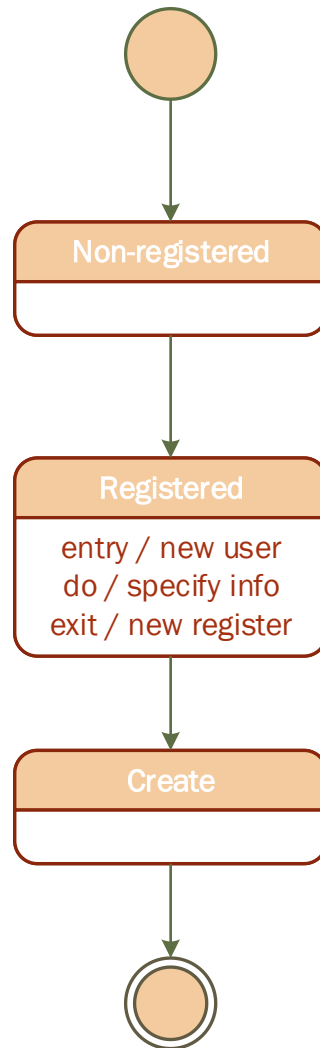 Non-registered
Registered
entry / new user
do / specify info
exit / new register
Create